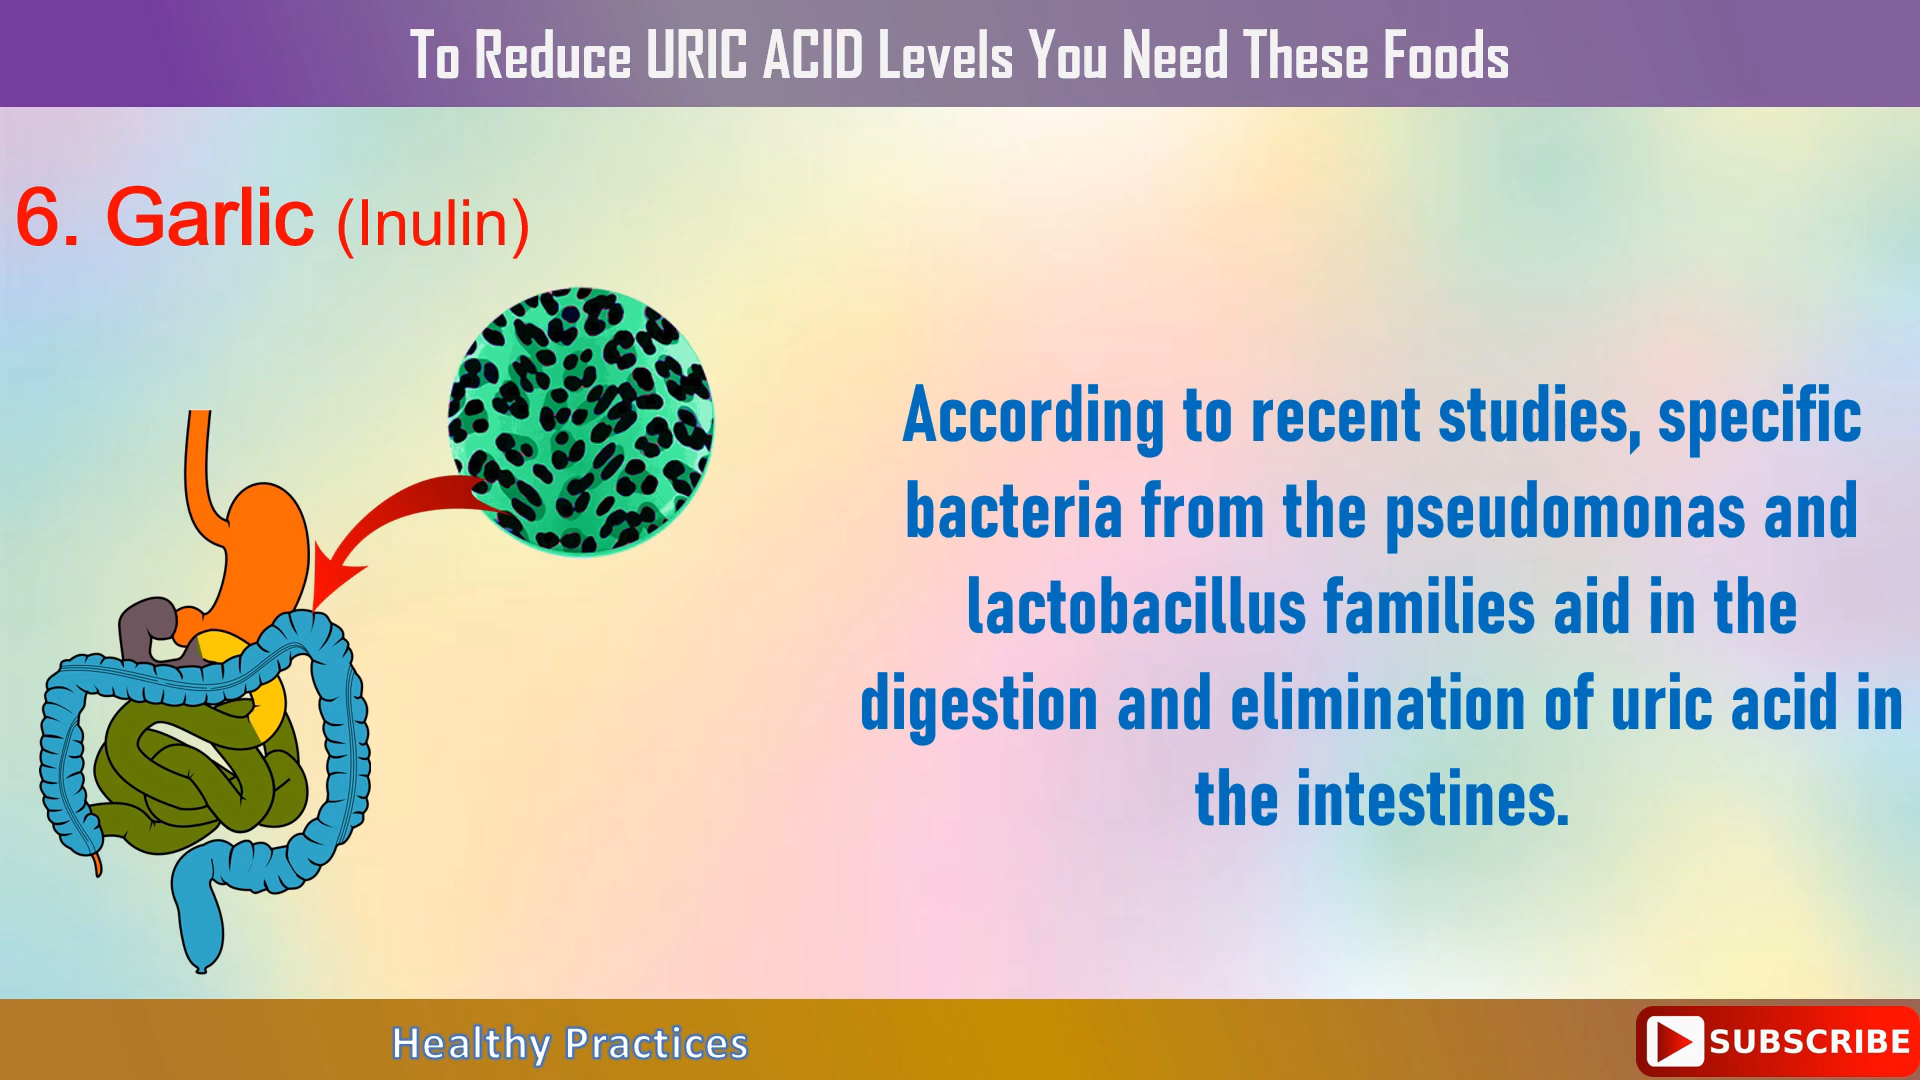 To Reduce URIC ACID Levels You Need These Foods
6. Garlic (Inulin)
According to recent studies, specific
bacteria from the pseudomonas and
lactobacillus families aid in the
digestion and elimination of uric acid in
the intestines.
Healthy Practices
SUBSCRIBE